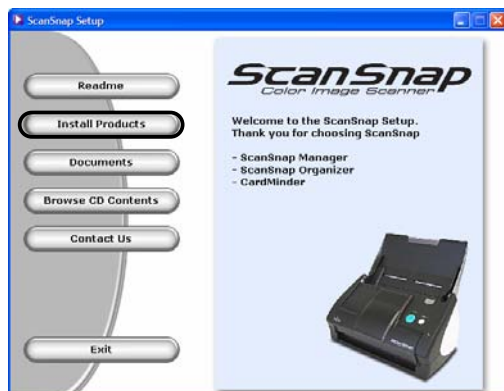 ScanSnap Setup
Readme
Install Products
Documents
Browse CD Contents
Contact Us
Exit
ScanSnap
Color Image Scanner
Welcome to the ScanSnap Setup.
Thank you for choosing ScanSnap
- ScanSnap Manager
- ScanSnap Organizer
- CardMinder